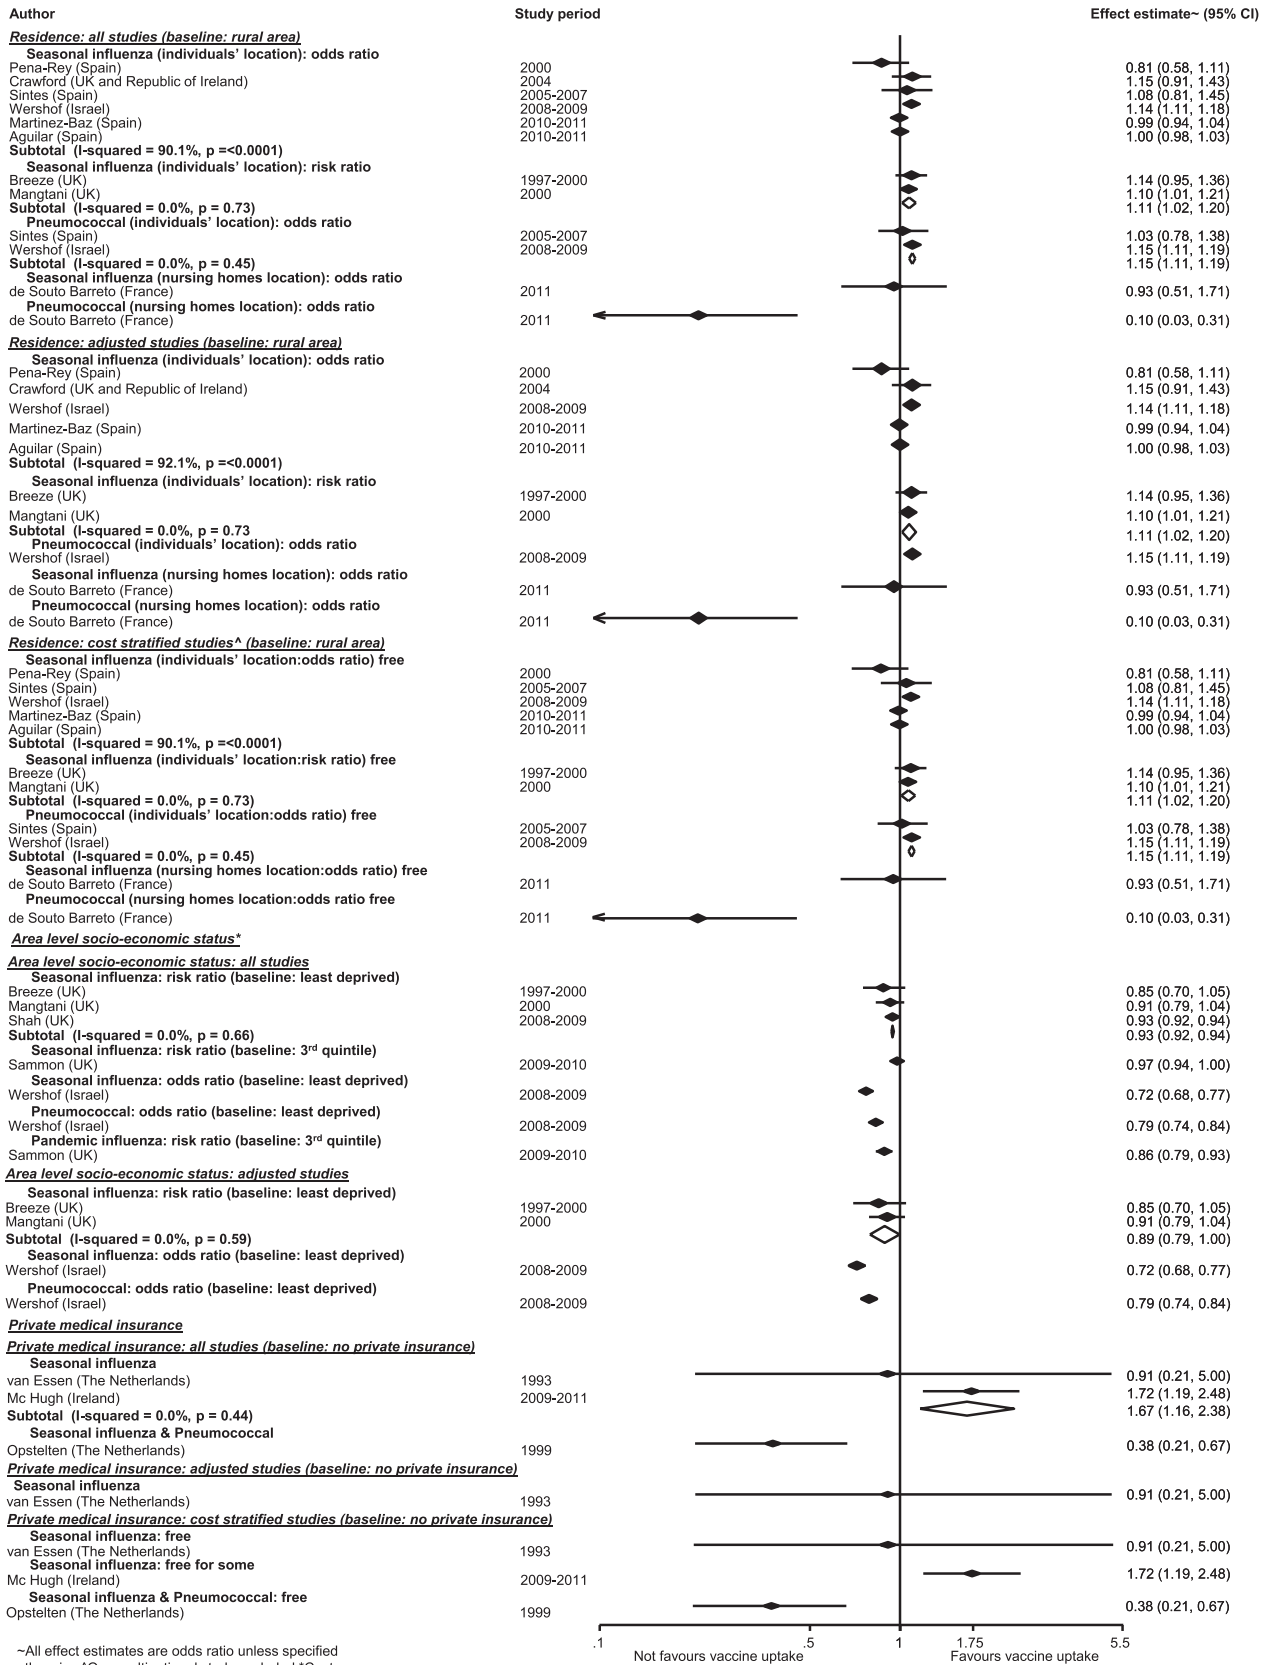 Author Study period Effect estimate~ (95% CI)
Residence: all studies (baseline: rural area)
Seasonal influenza (individuals' location): odds ratio
Pena-Rey (Spain) 2000 0.81 (0.58, 1.11)
Crawford (UK and Republic of Ireland) 2004 1.15 (0.91, 1.43)
Sintes (Spain) 2005-2007 1.08 (0.81, 1.45)
Wershof (Israel) 2008-2009 1.14 (1.11, 1.18)
Martinez-Baz (Spain) 2010-2011 0.99 (0.94, 1.04)
Aguilar (Spain) 2010-2011 1.00 (0.98, 1.03)
Subtotal (I-squared = 90.1%, p =<0.0001)
Seasonal influenza (individuals' location): risk ratio
Breeze (UK) 1997-2000 1.14 (0.95, 1.36)
Mangtani (UK) 2000 1.10 (1.01, 1.21)
Subtotal (I-squared = 0.0%, p = 0.73) 1.11 (1.02, 1.20)
Pneumococcal (individuals' location): odds ratio
Sintes (Spain) 2005-2007 1.03 (0.78, 1.38)
Wershof (Israel) 2008-2009 1.15 (1.11, 1.19)
Subtotal (I-squared = 0.0%, p = 0.45) 1.15 (1.11, 1.19)
Seasonal influenza (nursing homes location): odds ratio
de Souto Barreto (France) 2011 0.93 (0.51, 1.71)
Pneumococcal (nursing homes location): odds ratio
de Souto Barreto (France) 2011 0.10 (0.03, 0.31)
Residence: adjusted studies (baseline: rural area)
Seasonal influenza (individuals' location): odds ratio
Pena-Rey (Spain) 2000 0.81 (0.58, 1.11)
Crawford (UK and Republic of Ireland) 2004 1.15 (0.91, 1.43)
Wershof (Israel) 2008-2009 1.14 (1.11, 1.18)
Martinez-Baz (Spain) 2010-2011 0.99 (0.94, 1.04)
Aguilar (Spain) 2010-2011 1.00 (0.98, 1.03)
Subtotal (I-squared = 92.1%, p =<0.0001)
Seasonal influenza (individuals' location): risk ratio
Breeze (UK) 1997-2000 1.14 (0.95, 1.36)
Mangtani (UK) 2000 1.10 (1.01, 1.21)
Subtotal (I-squared = 0.0%, p = 0.73 1.11 (1.02, 1.20)
Pneumococcal (individuals' location): odds ratio
Wershof (Israel) 2008-2009 1.15 (1.11, 1.19)
Seasonal influenza (nursing homes location): odds ratio
de Souto Barreto (France) 2011 0.93 (0.51, 1.71)
Pneumococcal (nursing homes location): odds ratio
de Souto Barreto (France) 2011 0.10 (0.03, 0.31)
Residence: cost stratified studies^ (baseline: rural area)
Seasonal influenza (individuals' location:odds ratio) free
Pena-Rey (Spain) 2000 0.81 (0.58, 1.11)
Sintes (Spain) 2005-2007 1.08 (0.81, 1.45)
Wershof (Israel) 2008-2009 1.14 (1.11, 1.18)
Martinez-Baz (Spain) 2010-2011 0.99 (0.94, 1.04)
Aguilar (Spain) 2010-2011 1.00 (0.98, 1.03)
Subtotal (I-squared = 90.1%, p =<0.0001)
Seasonal influenza (individuals' location:risk ratio) free
Breeze (UK) 1997-2000 1.14 (0.95, 1.36)
Mangtani (UK) 2000 1.10 (1.01, 1.21)
Subtotal (I-squared = 0.0%, p = 0.73) 1.11 (1.02, 1.20)
Pneumococcal (individuals' location:odds ratio) free
Sintes (Spain) 2005-2007 1.03 (0.78, 1.38)
Wershof (Israel) 2008-2009 1.15 (1.11, 1.19)
Subtotal (I-squared = 0.0%, p = 0.45) 1.15 (1.11, 1.19)
Seasonal influenza (nursing homes location:odds ratio) free
de Souto Barreto (France) 2011 0.93 (0.51, 1.71)
Pneumococcal (nursing homes location:odds ratio free
de Souto Barreto (France) 2011 0.10 (0.03, 0.31)
Area level socio-economic status*
Area level socio-economic status: all studies
Seasonal influenza: risk ratio (baseline: least deprived)
Breeze (UK) 1997-2000 0.85 (0.70, 1.05)
Mangtani (UK) 2000 0.91 (0.79, 1.04)
Shah (UK) 2008-2009 0.93 (0.92, 0.94)
Subtotal (I-squared = 0.0%, p = 0.66) 0.93 (0.92, 0.94)
Seasonal influenza: risk ratio (baseline: 3rd quintile)
Sammon (UK) 2009-2010 0.97 (0.94, 1.00)
Seasonal influenza: odds ratio (baseline: least deprived)
Wershof (Israel) 2008-2009 0.72 (0.68, 0.77)
Pneumococcal: odds ratio (baseline: least deprived)
Wershof (Israel) 2008-2009 0.79 (0.74, 0.84)
Pandemic influenza: risk ratio (baseline: 3rd quintile)
Sammon (UK) 2009-2010 0.86 (0.79, 0.93)
Area level socio-economic status: adjusted studies
Seasonal influenza: risk ratio (baseline: least deprived)
Breeze (UK) 1997-2000 0.85 (0.70, 1.05)
Mangtani (UK) 2000 0.91 (0.79, 1.04)
Subtotal (I-squared = 0.0%, p = 0.59) 0.89 (0.79, 1.00)
Seasonal influenza: odds ratio (baseline: least deprived)
Wershof (Israel) 2008-2009 0.72 (0.68, 0.77)
Pneumococcal: odds ratio (baseline: least deprived)
Wershof (Israel) 2008-2009 0.79 (0.74, 0.84)
Private medical insurance
Private medical insurance: all studies (baseline: no private insurance)
Seasonal influenza
van Essen (The Netherlands) 1993 0.91 (0.21, 5.00)
Mc Hugh (Ireland) 2009-2011 1.72 (1.19, 2.48)
Subtotal (I-squared = 0.0%, p = 0.44) 1.67 (1.16, 2.38)
Seasonal influenza & Pneumococcal
Opstelten (The Netherlands) 1999 0.38 (0.21, 0.67)
Private medical insurance: adjusted studies (baseline: no private insurance)
Seasonal influenza
van Essen (The Netherlands) 1993 0.91 (0.21, 5.00)
Private medical insurance: cost stratified studies (baseline: no private insurance)
Seasonal influenza: free
van Essen (The Netherlands) 1993 0.91 (0.21, 5.00)
Seasonal influenza: free for some
Mc Hugh (Ireland) 2009-2011 1.72 (1.19, 2.48)
Seasonal influenza & Pneumococcal: free
Opstelten (The Netherlands) 1999 0.38 (0.21, 0.67)
.1 .5 1 1.75 5.5
Not favours vaccine uptake Favours vaccine uptake
~All effect estimates are odds ratio unless specified